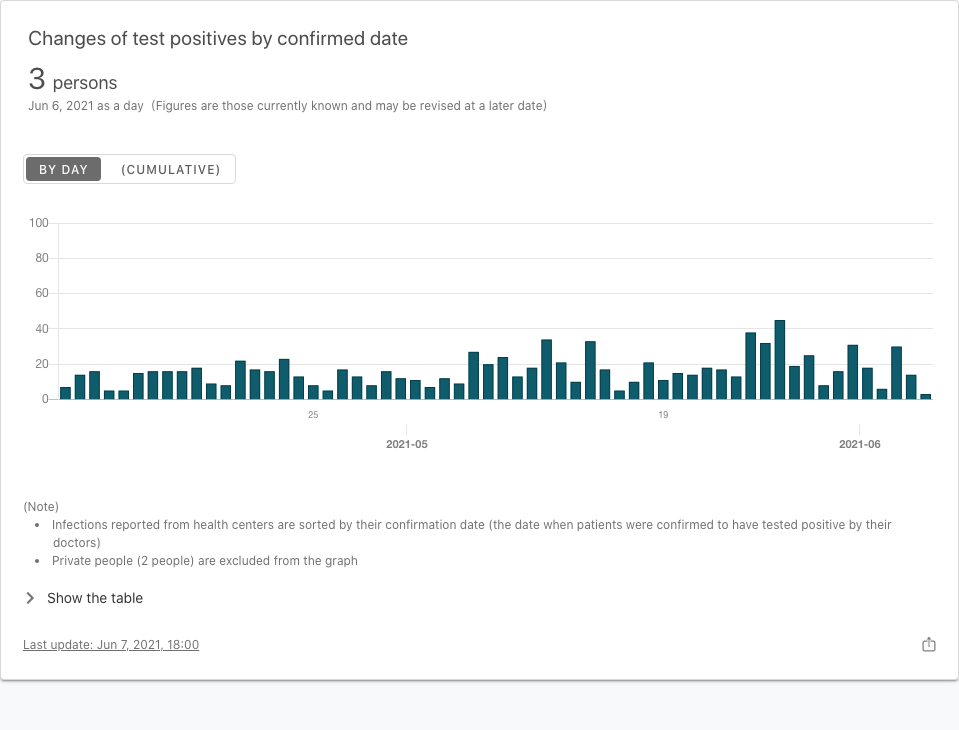 Changes of test positives by confirmed date
3 persons
Jun 6, 2021 as a day (Figures are those currently known and may be revised at a later date)
BY DAY (CUMULATIVE)
100
80
60
40
20
0
25 19
2021-05 2021-06
(Note)
• Infections reported from health centers are sorted by their confirmation date (the date when patients were confirmed to have tested positive by their
doctors)
• Private people (2 people) are excluded from the graph
Show the table
Last update: Jun 7, 2021, 18:00